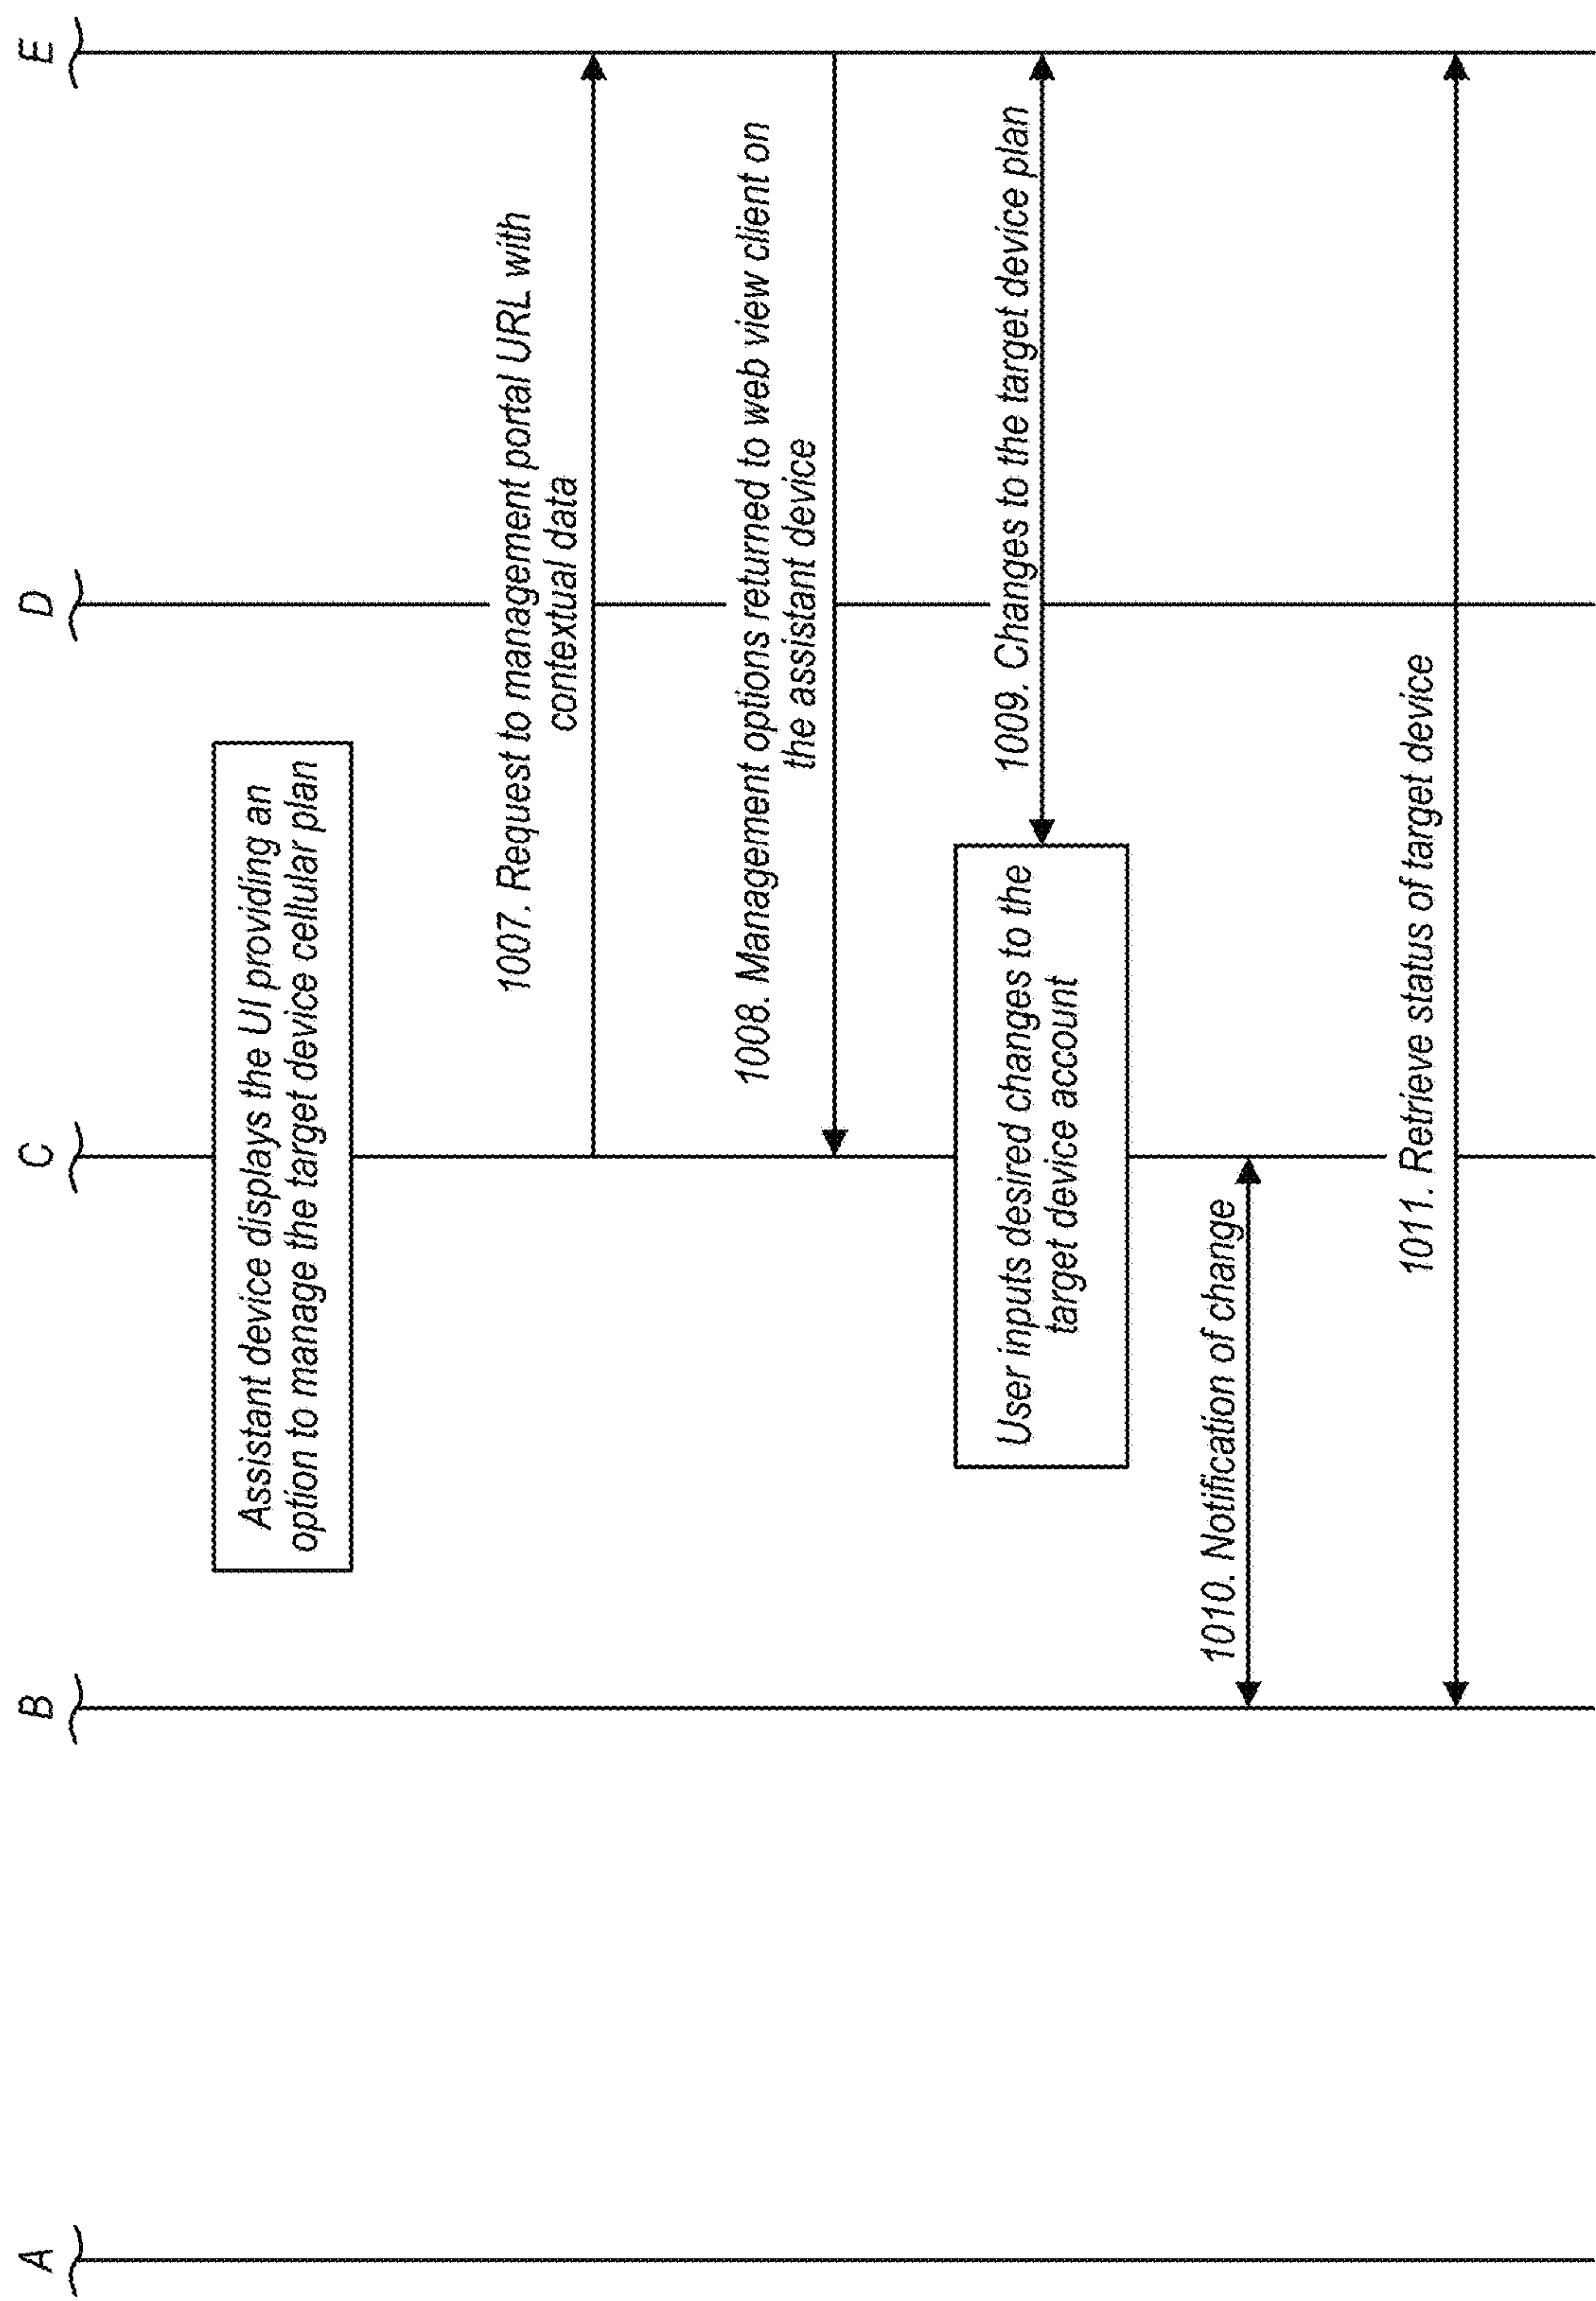 A
B
C
D
E
Assistant device displays the UI providing an
option to manage the target device cellular plan
1007. Request to management portal URL with
contextual data
1008. Management options returned to web view client on
the assistant device
User inputs desired changes to the
target device account
1009. Changes to the target device plan
1010. Notification of change
1011. Retrieve status of target device